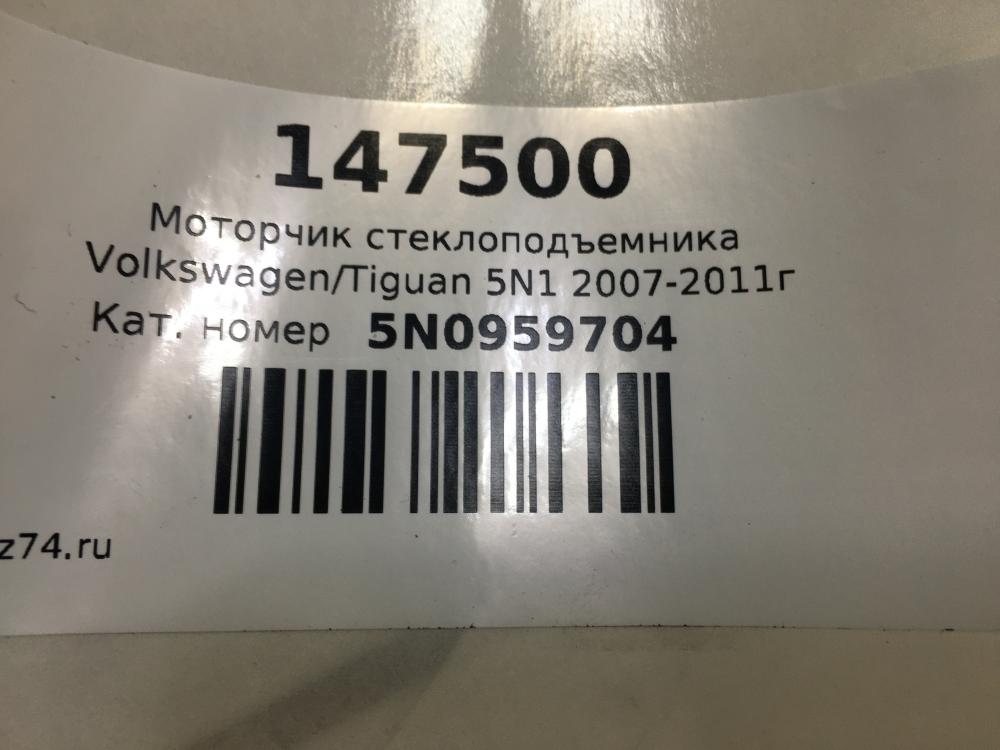 147500
Моторчик стеклоподъемника
Volkswagen/Tiguan 5N1 2007-2011г
Кат. номер 5N0959704
z74.ru